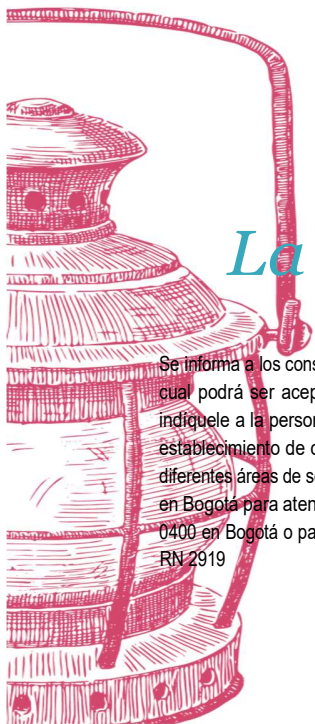 La
Se informa a los cons
cual podrá ser acep
indíquele a la person
establecimiento de c
diferentes áreas de se
en Bogotá para aten
0400 en Bogotá o pa
RN 2919